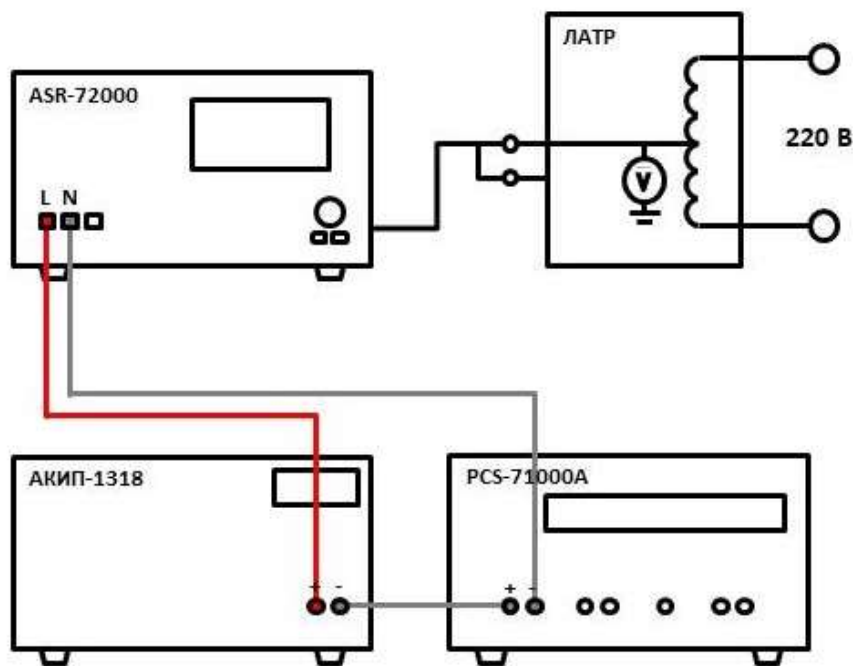 ЛАТР
ASR-72000
220 В
V
L N
АКИП-1318
PCS-71000A
+ -
+ -